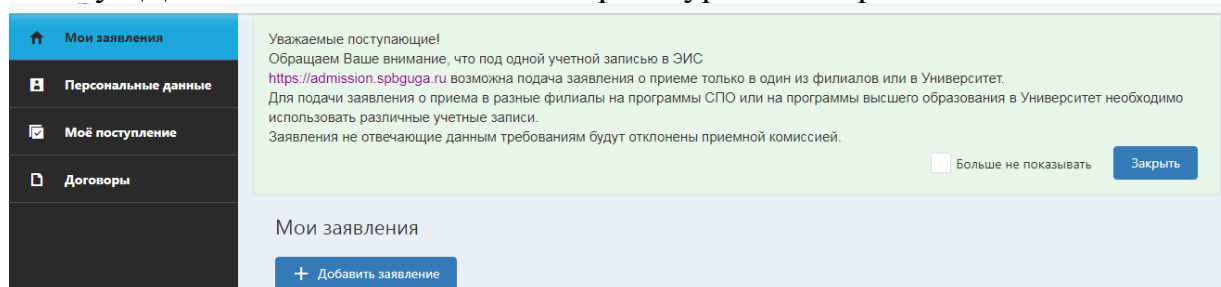 Мои заявления
Персональные данные
Моё поступление
Договоры
Уважаемые поступающие!
Обращаем Ваше внимание, что под одной учетной записью в ЭИС
https://admission.spbguga.ru возможна подача заявления о приеме только в один из филиалов или в Университет.
Для подачи заявления о приема в разные филиалы на программы СПО или на программы высшего образования в Университет необходимо
использовать различные учетные записи.
Заявления не отвечающие данным требованиям будут отклонены приемной комиссией.
Больше не показывать
Закрыть
Мои заявления
+ Добавить заявление